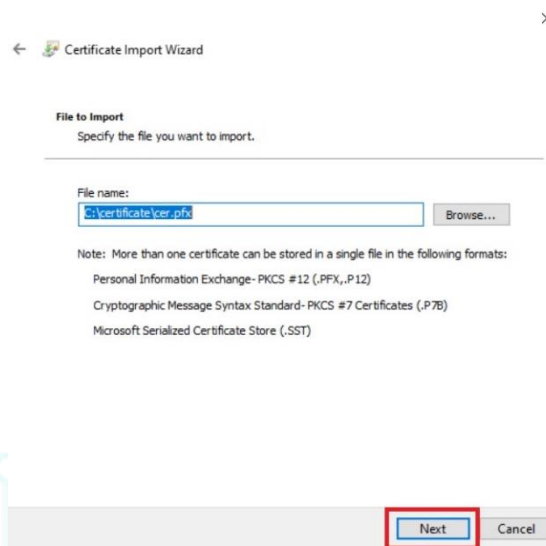 Certificate Import Wizard
File to Import
Specify the file you want to import.
File name:
C:\certificate\cer.pfx
Browse...
Note: More than one certificate can be stored in a single file in the following formats:
Personal Information Exchange- PKCS #12 (.PFX,.P12)
Cryptographic Message Syntax Standard- PKCS #7 Certificates (.P7B)
Microsoft Serialized Certificate Store (.SST)
Next
Cancel